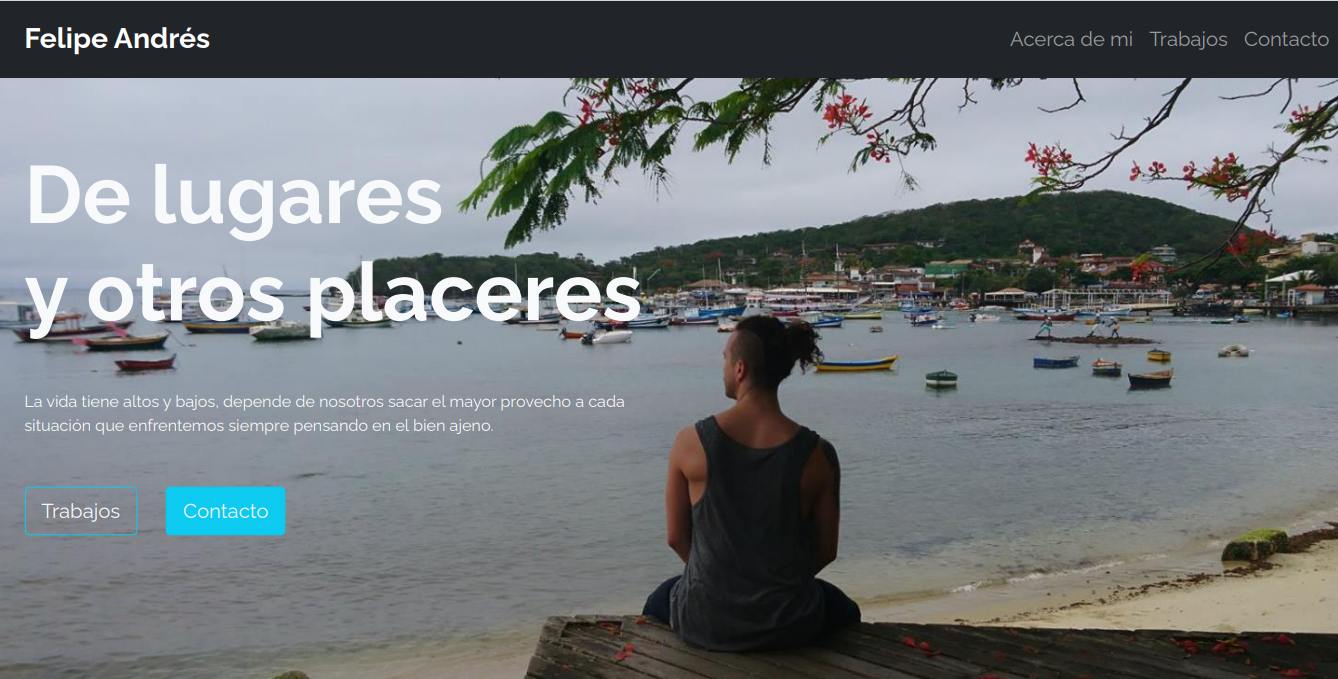 Felipe Andrés
Acerca de mi Trabajos Contacto
De lugares
y otros placeres
La vida tiene altos y bajos, depende de nosotros sacar el mayor provecho a cada
situación que enfrentemos siempre pensando en el bien ajeno.
Trabajos Contacto